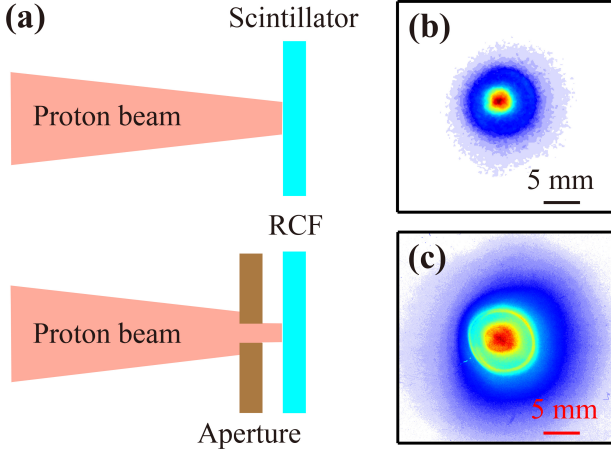 (a)
Scintillator
Proton beam
RCF
Proton beam
Aperture
(b)
5 mm
(c)
5 mm